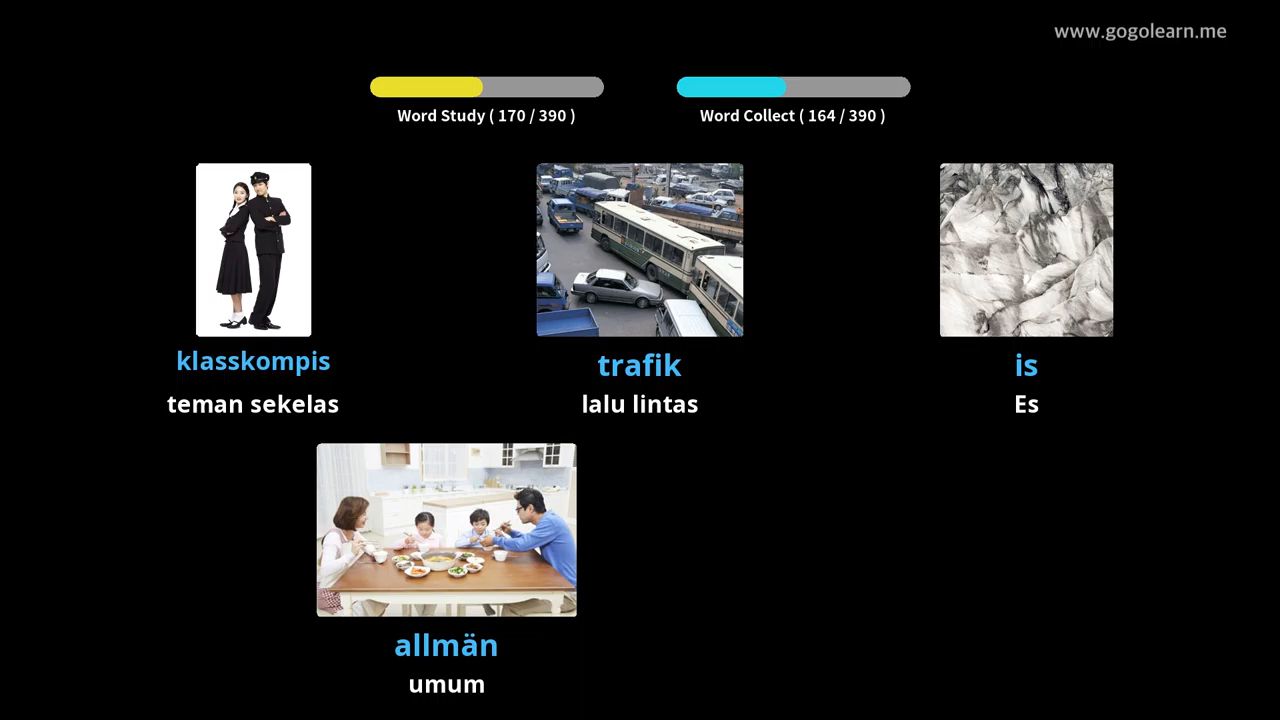 www.gogolearn.me
Word Study ( 170 / 390 )
Word Collect ( 164 / 390 )
klasskompis
teman sekelas
trafik
lalu lintas
is
Es
allmän
umum